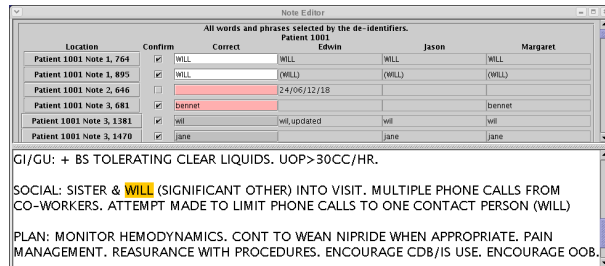 Note Editor
All words and phrases selected by the de-identifiers.
Patient 1001
Location Confirm Correct Edwin Jason Margaret
Patient 1001 Note 1, 764 WILL WILL WILL WILL
Patient 1001 Note 1, 895 WILL (WILL) (WILL) (WILL)
Patient 1001 Note 2, 646 24/06/12/18
Patient 1001 Note 3, 681 bennet bennet
Patient 1001 Note 3, 1381 wil wil,updated wil wil
Patient 1001 Note 3, 1470 jane jane jane
GI/GU: + BS TOLERATING CLEAR LIQUIDS. UOP>30CC/HR.
SOCIAL: SISTER & WILL (SIGNIFICANT OTHER) INTO VISIT. MULTIPLE PHONE CALLS FROM
CO-WORKERS. ATTEMPT MADE TO LIMIT PHONE CALLS TO ONE CONTACT PERSON (WILL)
PLAN: MONITOR HEMODYNAMICS. CONT TO WEAN NIPRIDE WHEN APPROPRIATE. PAIN
MANAGEMENT. REASURANCE WITH PROCEDURES. ENCOURAGE CDB/IS USE. ENCOURAGE OOB.